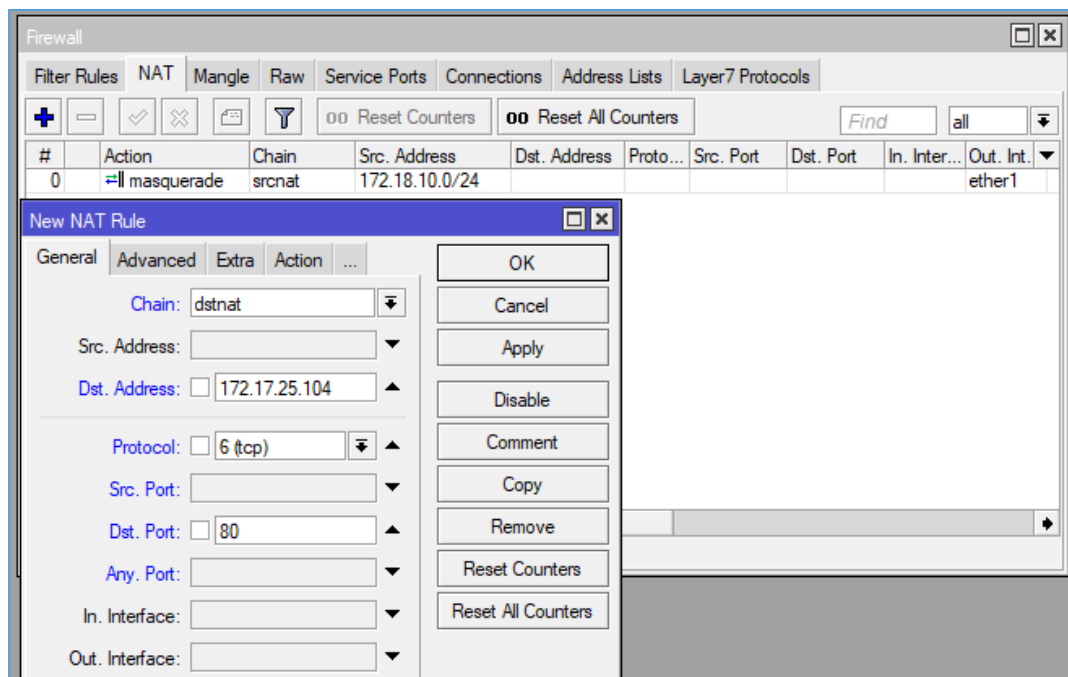 Firewall
Filter Rules NAT Mangle Raw Service Ports Connections Address Lists Layer7 Protocols
00 Reset Counters 00 Reset All Counters Find all
# Action Chain Src. Address Dst. Address Proto... Src. Port Dst. Port In. Inter... Out. Int.
0 masquerade srcnat 172.18.10.0/24 ether1
New NAT Rule
General Advanced Extra Action ...
Chain: dstnat
Src. Address:
Dst. Address: 172.17.25.104
Protocol: 6 (tcp)
Src. Port:
Dst. Port: 80
Any. Port:
In. Interface:
Out. Interface:
OK
Cancel
Apply
Disable
Comment
Copy
Remove
Reset Counters
Reset All Counters